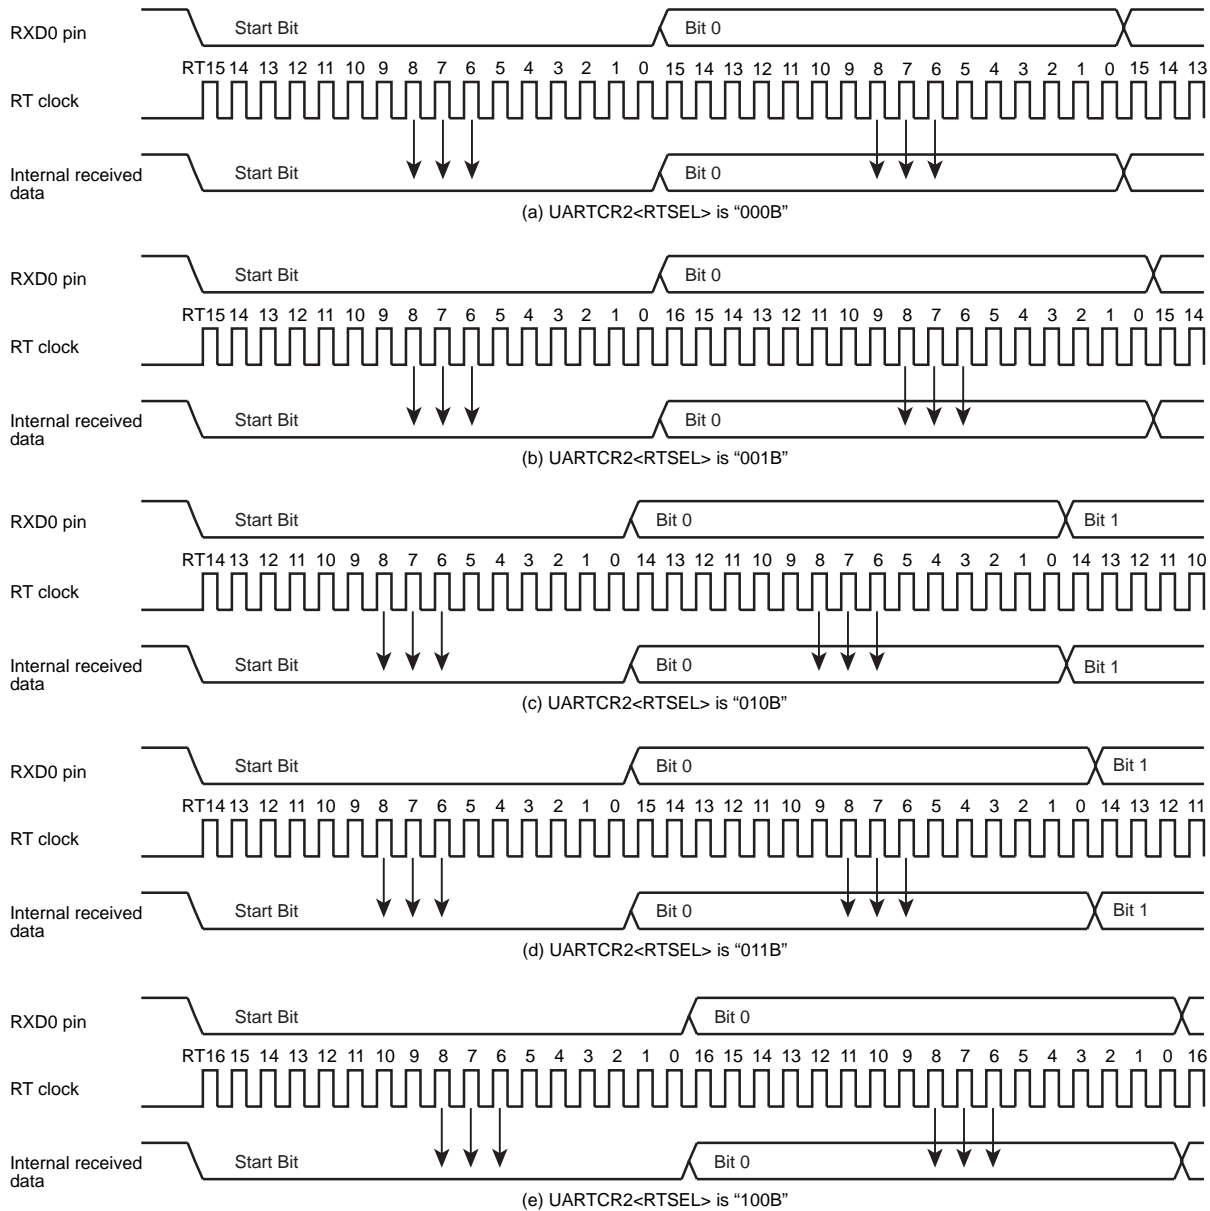 RXD0 pin
Start Bit Bit 0
RT15 14 13 12 11 10 9 8 7 6 5 4 3 2 1 0 15 14 13 12 11 10 9 8 7 6 5 4 3 2 1 0 15 14 13
RT clock
Internal received
data
Start Bit Bit 0
(a) UARTCR2<RTSEL> is “000B”
RXD0 pin
Start Bit Bit 0
RT15 14 13 12 11 10 9 8 7 6 5 4 3 2 1 0 16 15 14 13 12 11 10 9 8 7 6 5 4 3 2 1 0 15 14
RT clock
Internal received
data
Start Bit Bit 0
(b) UARTCR2<RTSEL> is “001B”
RXD0 pin
Start Bit Bit 0 Bit 1
RT14 13 12 11 10 9 8 7 6 5 4 3 2 1 0 14 13 12 11 10 9 8 7 6 5 4 3 2 1 0 14 13 12 11 10
RT clock
Internal received
data
Start Bit Bit 0 Bit 1
(c) UARTCR2<RTSEL> is “010B”
RXD0 pin
Start Bit Bit 0 Bit 1
RT14 13 12 11 10 9 8 7 6 5 4 3 2 1 0 15 14 13 12 11 10 9 8 7 6 5 4 3 2 1 0 14 13 12 11
RT clock
Internal received
data
Start Bit Bit 0 Bit 1
(d) UARTCR2<RTSEL> is “011B”
RXD0 pin
Start Bit Bit 0
RT16 15 14 13 12 11 10 9 8 7 6 5 4 3 2 1 0 16 15 14 13 12 11 10 9 8 7 6 5 4 3 2 1 0 16
RT clock
Internal received
data
Start Bit Bit 0
(e) UARTCR2<RTSEL> is “100B”